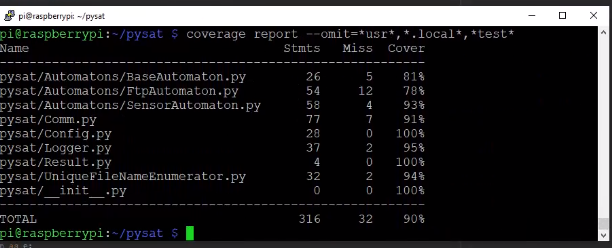 pi@raspberrypi: ~/pysat
pi@raspberrypi:~/pysat $ coverage report --omit=*usr*,*.local*,*test*
Name Stmts Miss Cover
------------------------------------------------------------
pysat/Automatons/BaseAutomaton.py 26 5 81%
pysat/Automatons/FtpAutomaton.py 54 12 78%
pysat/Automatons/SensorAutomaton.py 58 4 93%
pysat/Comm.py 77 7 91%
pysat/Config.py 28 0 100%
pysat/Logger.py 37 2 95%
pysat/Result.py 4 0 100%
pysat/UniqueFileNameEnumerator.py 32 2 94%
pysat/__init__.py 0 0 100%
------------------------------------------------------------
TOTAL 316 32 90%
pi@raspberrypi:~/pysat $